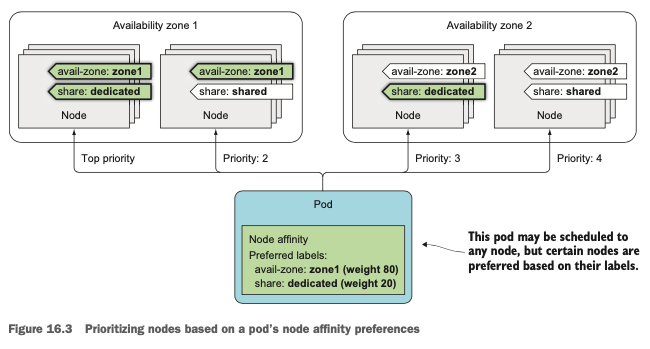 Availability zone 1
Availability zone 2
avail-zone: zone1
share: dedicated
Node
avail-zone: zone1
share: shared
Node
avail-zone: zone2
share: dedicated
Node
avail-zone: zone2
share: shared
Node
Top priority
Priority: 2
Priority: 3
Priority: 4
Pod
Node affinity
Preferred labels:
avail-zone: zone1 (weight 80)
share: dedicated (weight 20)
This pod may be scheduled to
any node, but certain nodes are
preferred based on their labels.
Figure 16.3 Prioritizing nodes based on a pod's node affinity preferences